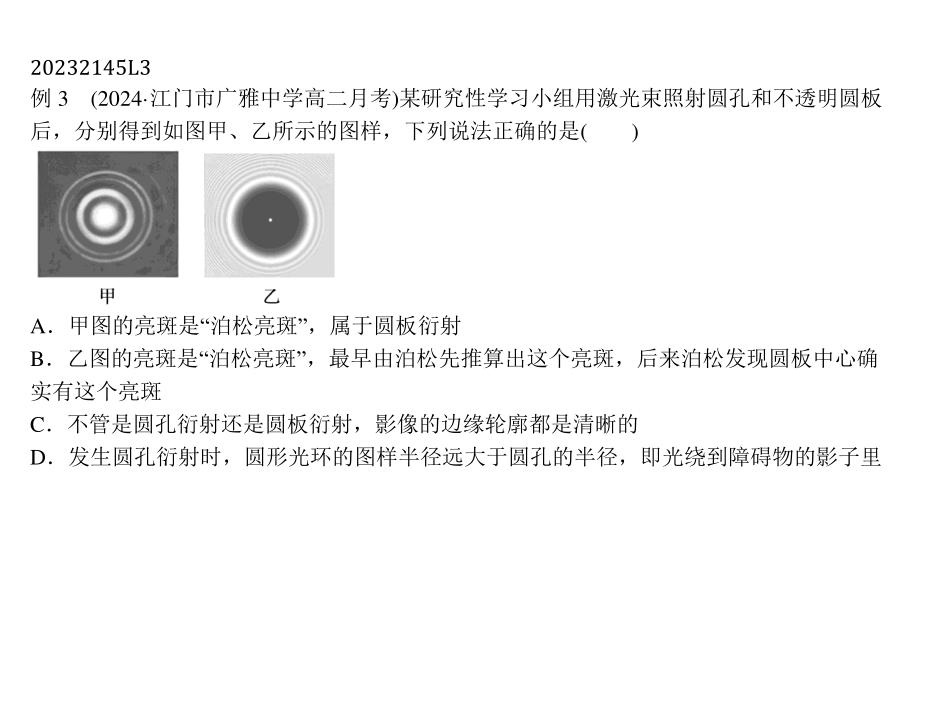 20232145L3
例 3　(2024·江门市广雅中学高二月考)某研究性学习小组用激光束照射圆孔和不透明圆板
后，分别得到如图甲、乙所示的图样，下列说法正确的是(　　)
甲　乙
A．甲图的亮斑是“泊松亮斑”，属于圆板衍射
B．乙图的亮斑是“泊松亮斑”，最早由泊松先推算出这个亮斑，后来泊松发现圆板中心确
实有这个亮斑
C．不管是圆孔衍射还是圆板衍射，影像的边缘轮廓都是清晰的
D．发生圆孔衍射时，圆形光环的图样半径远大于圆孔的半径，即光绕到障碍物的影子里